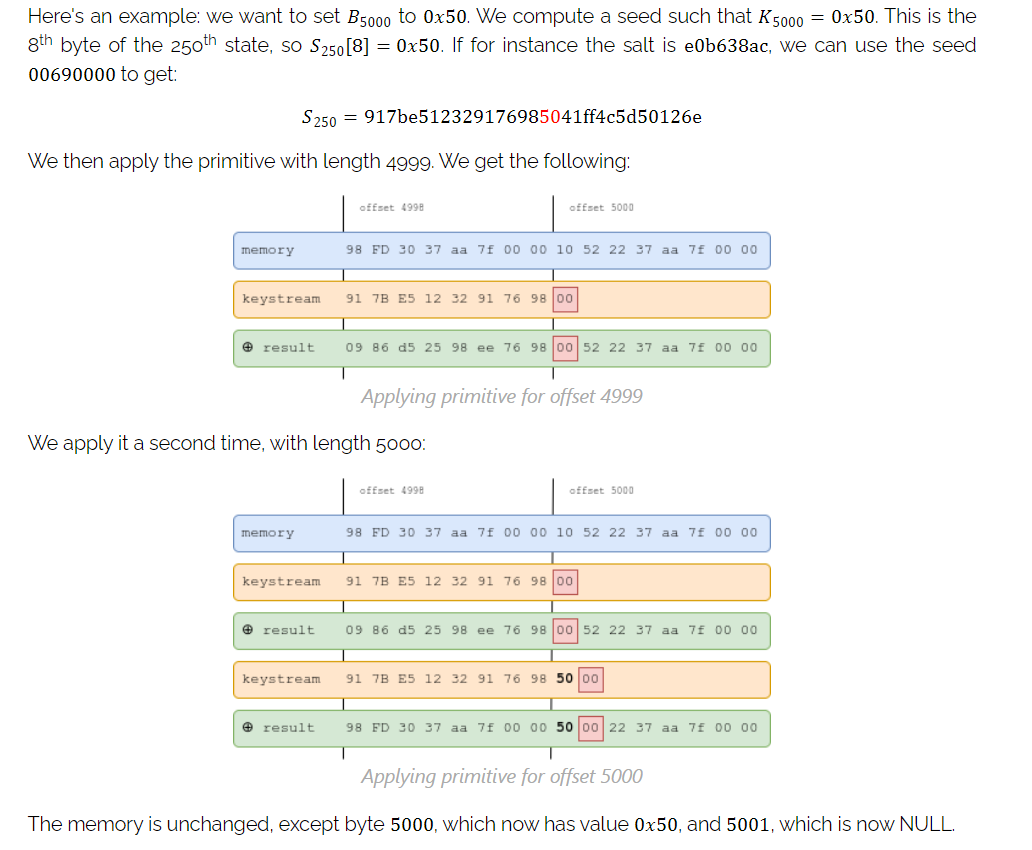 Here's an example: we want to set B5000 to 0x50. We compute a seed such that K5000 = 0x50. This is the
8th byte of the 250th state, so S250[8] = 0x50. If for instance the salt is e0b638ac, we can use the seed
00690000 to get:
S250 = 917be512329176985041ff4c5d50126e
We then apply the primitive with length 4999. We get the following:
offset 4998 offset 5000
memory 98 FD 30 37 aa 7f 00 00 10 52 22 37 aa 7f 00 00
keystream 91 7B E5 12 32 91 76 98 00
⊕ result 09 86 d5 25 98 ee 76 98 00 52 22 37 aa 7f 00 00
Applying primitive for offset 4999
We apply it a second time, with length 5000:
offset 4998 offset 5000
memory 98 FD 30 37 aa 7f 00 00 10 52 22 37 aa 7f 00 00
keystream 91 7B E5 12 32 91 76 98 00
⊕ result 09 86 d5 25 98 ee 76 98 00 52 22 37 aa 7f 00 00
keystream 91 7B E5 12 32 91 76 98 50 00
⊕ result 98 FD 30 37 aa 7f 00 00 50 00 22 37 aa 7f 00 00
Applying primitive for offset 5000
The memory is unchanged, except byte 5000, which now has value 0x50, and 5001, which is now NULL.